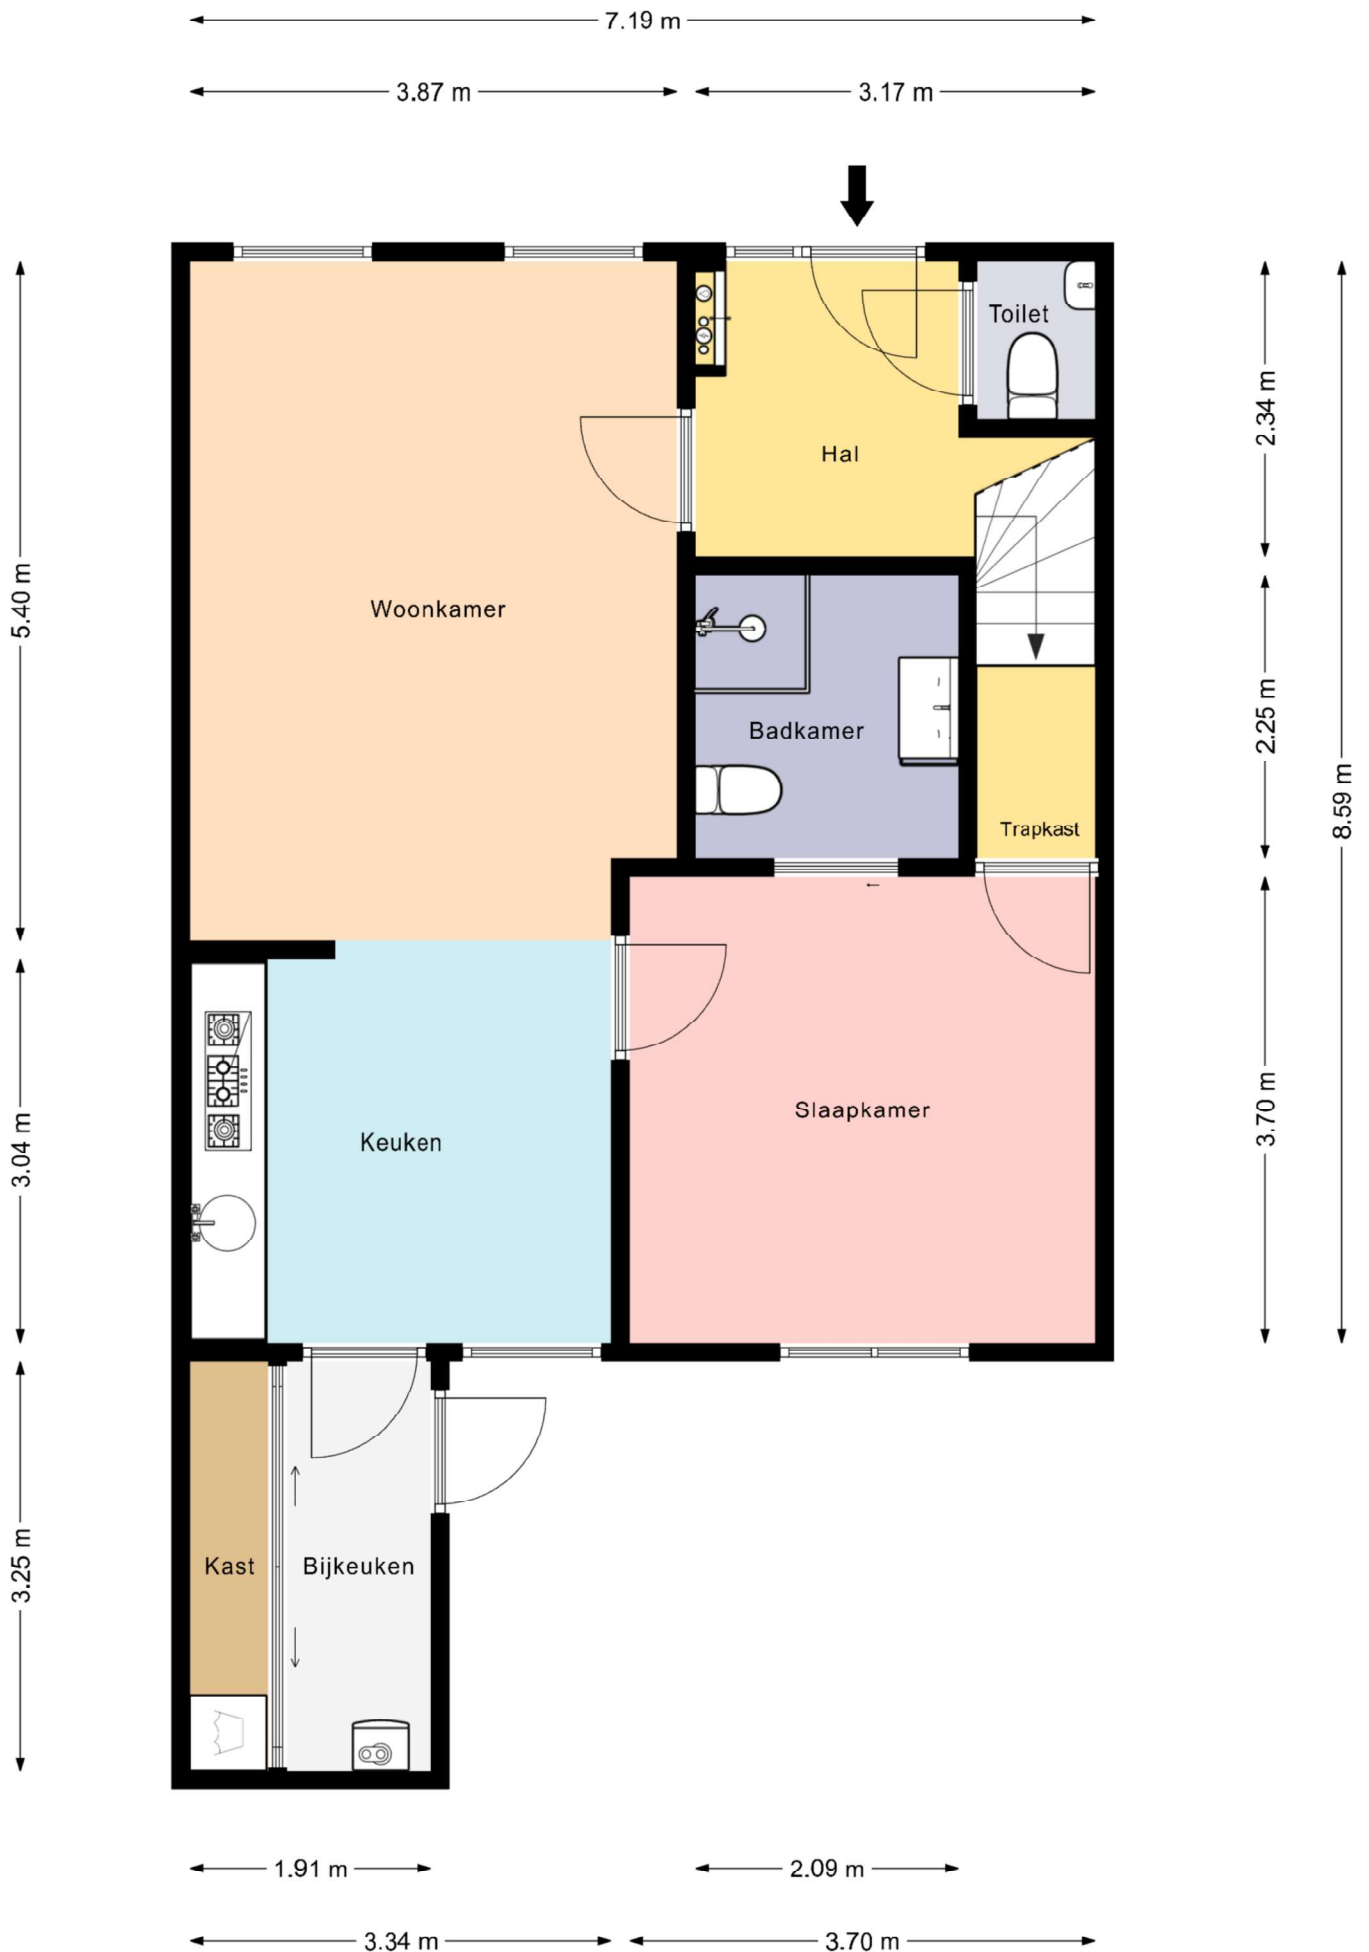 7.19 m
3.87 m
3.17 m
Toilet
2.34 m
Hal
5.40 m
Woonkamer
2.25 m
Badkamer
8.59 m
Trapkast
3.70 m
Slaapkamer
3.04 m
Keuken
3.25 m
Kast
Bijkeuken
1.91 m
2.09 m
3.34 m
3.70 m